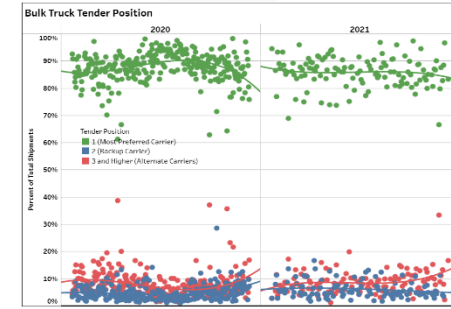 Bulk Truck Tender Position
2020 2021
100%
90%
80%
70%
60%
50%
40%
30%
20%
10%
0%
Percent of Total Shipments
Tender Position
1 (Most Preferred Carrier)
2 (Backup Carrier)
3 and Higher (Alternate Carriers)